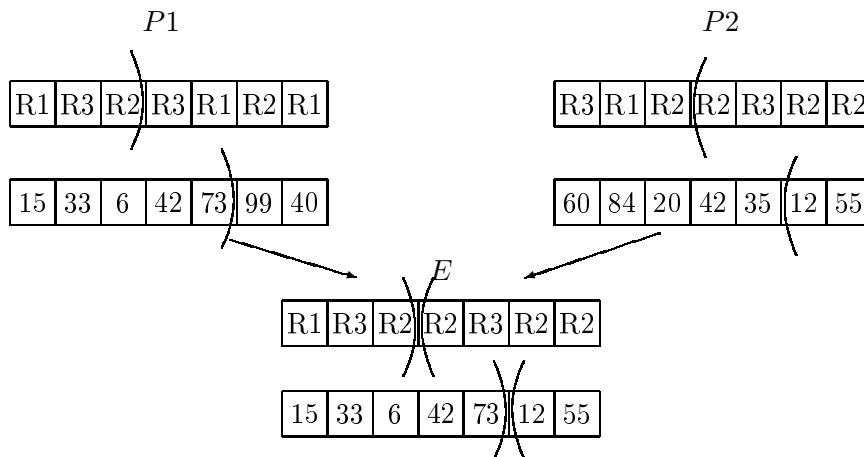 P1
P2
R1 R3 R2 R3 R1 R2 R1
R3 R1 R2 R2 R3 R2 R2
15 33 6 42 73 99 40
60 84 20 42 35 12 55
E
R1 R3 R2 R2 R3 R2 R2
15 33 6 42 73 12 55